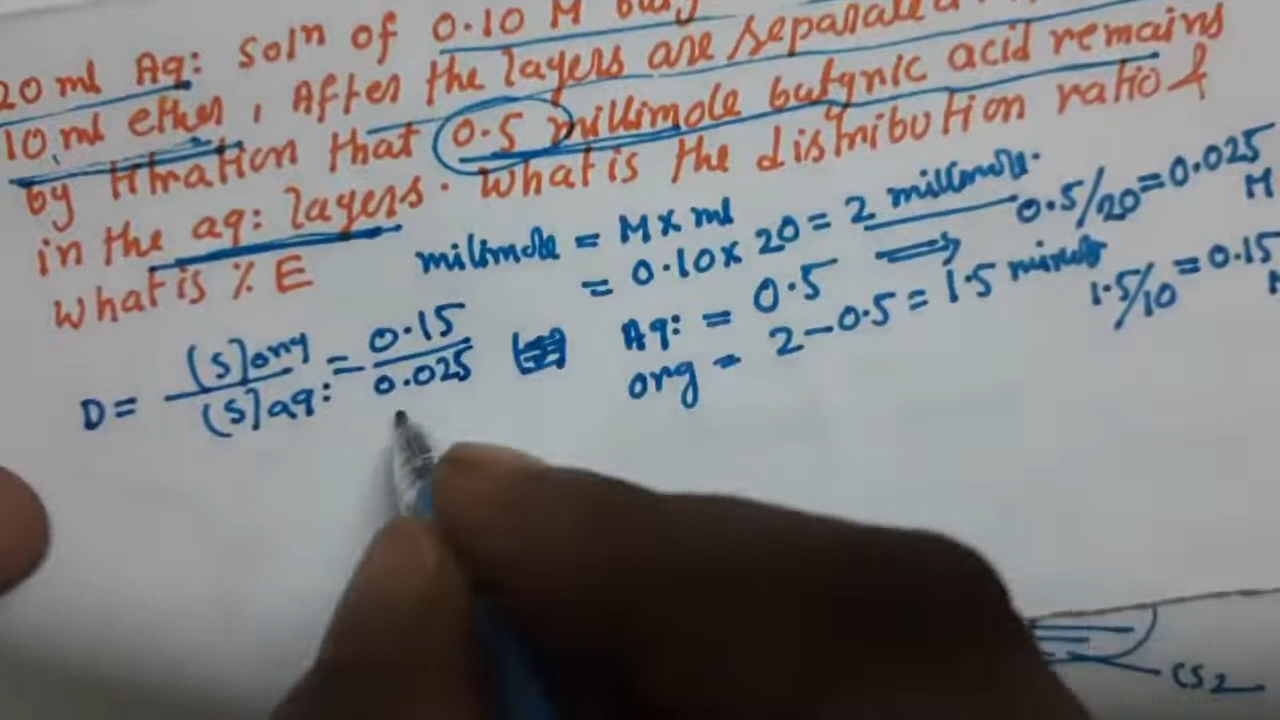 20 ml Aq: soln of 0.10 M
10 ml ether, After the layers are separated
by titration that 0.5 millimole butyric acid remains
in the aq: layers. What is the distribution ratio &
What is % E
milimole = M x ml
= 0.10 x 20 = 2 millmole.
Aq: = 0.5 ⟹ 0.5/20 = 0.025 M
org = 2 - 0.5 = 1.5 1.5/10 = 0.15
D = (S)org/(S)aq: = 0.15/0.025
CS2